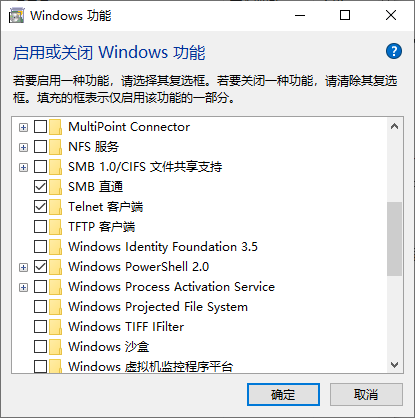 Windows 功能
启用或关闭 Windows 功能
?
若要启用一种功能，请选择其复选框。若要关闭一种功能，请清除其复选
框。填充的框表示仅启用该功能的一部分。
MultiPoint Connector
NFS 服务
SMB 1.0/CIFS 文件共享支持
SMB 直通
Telnet 客户端
TFTP 客户端
Windows Identity Foundation 3.5
Windows PowerShell 2.0
Windows Process Activation Service
Windows Projected File System
Windows TIFF IFilter
Windows 沙盒
Windows 虚拟机监控程序平台
确定
取消